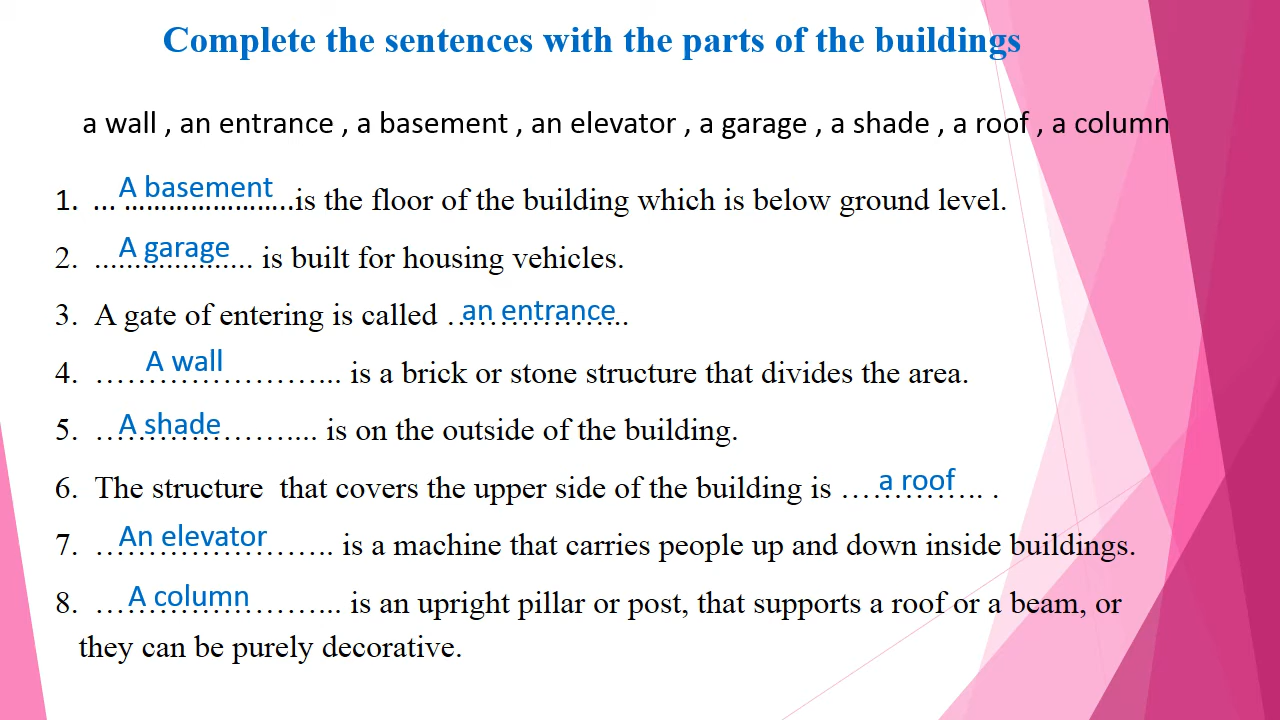 Complete the sentences with the parts of the buildings
a wall , an entrance , a basement , an elevator , a garage , a shade , a roof , a column
1. ... A basement ……………………..is the floor of the building which is below ground level.
2. A garage .................... is built for housing vehicles.
3. A gate of entering is called an entrance ………………...
4. A wall …………………... is a brick or stone structure that divides the area.
5. A shade ………………….... is on the outside of the building.
6. The structure that covers the upper side of the building is a roof …………….. .
7. An elevator ………………….. is a machine that carries people up and down inside buildings.
8. A column …………………... is an upright pillar or post, that supports a roof or a beam, or
they can be purely decorative.